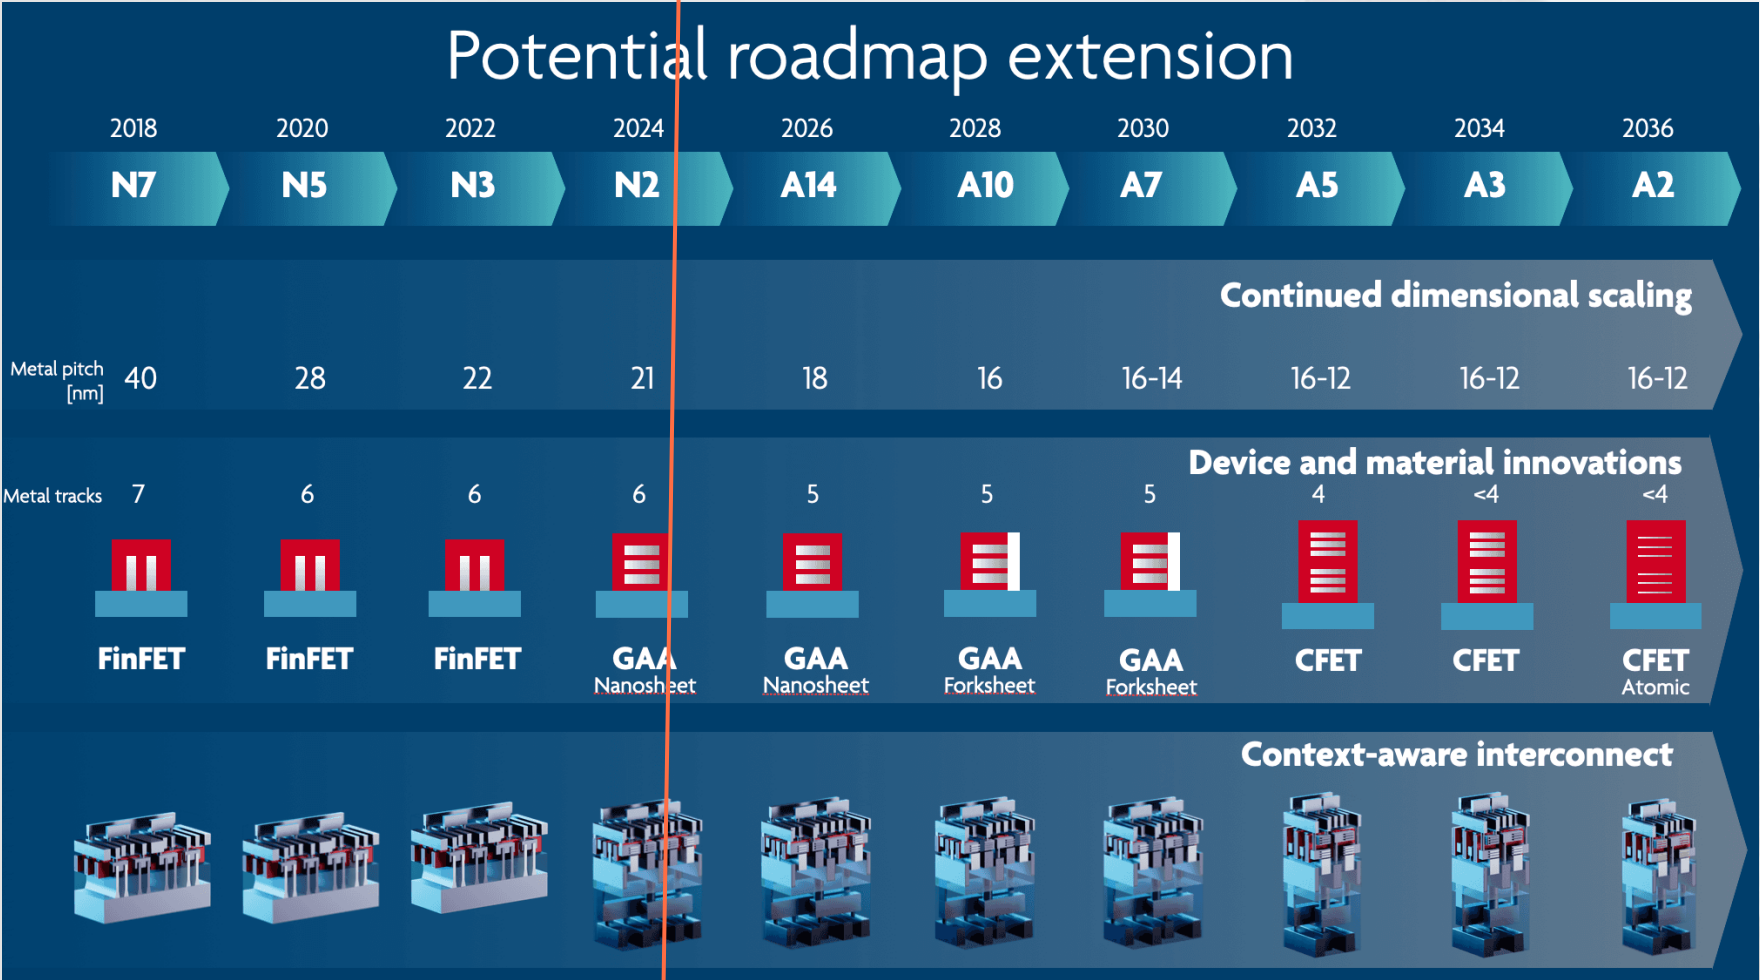 Potential roadmap extension
2018 2020 2022 2024 2026 2028 2030 2032 2034 2036
N7 N5 N3 N2 A14 A10 A7 A5 A3 A2
Continued dimensional scaling
Metal pitch
[nm]
40 28 22 21 18 16 16-14 16-12 16-12 16-12
Device and material innovations
Metal tracks 7 6 6 6 5 5 5 4 <4 <4
FinFET FinFET FinFET GAA GAA GAA GAA CFET CFET CFET
Nanosheet Nanosheet Forksheet Forksheet Atomic
Context-aware interconnect